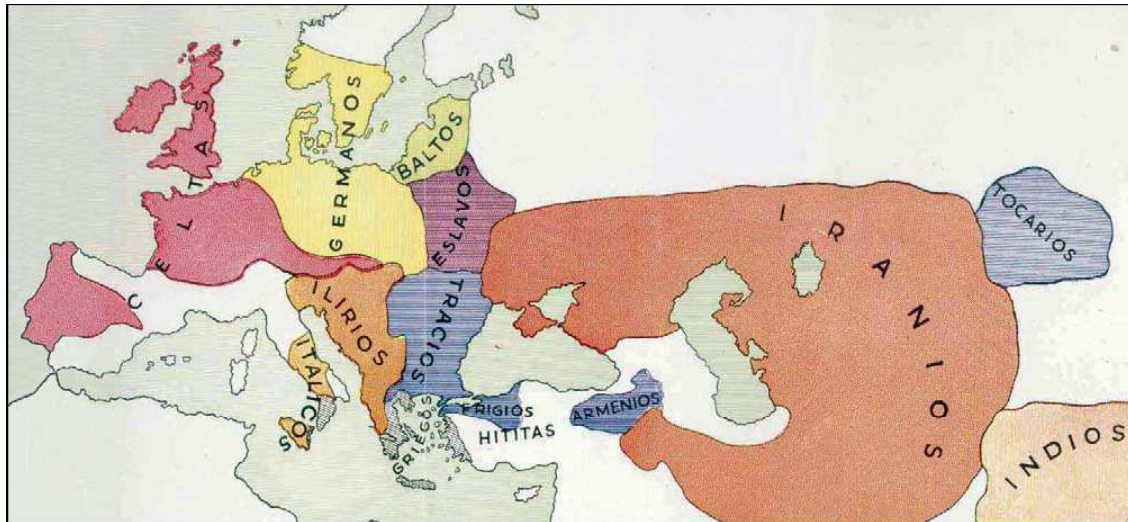 CELTAS
GERMANOS
BALTOS
ESLAVOS
TRACIOS
ILIRIOS
ITALICOS
GRIEGOS
FRIGIOS
HITITAS
ARMENIOS
IRANIOS
TOCARIOS
INDIOS